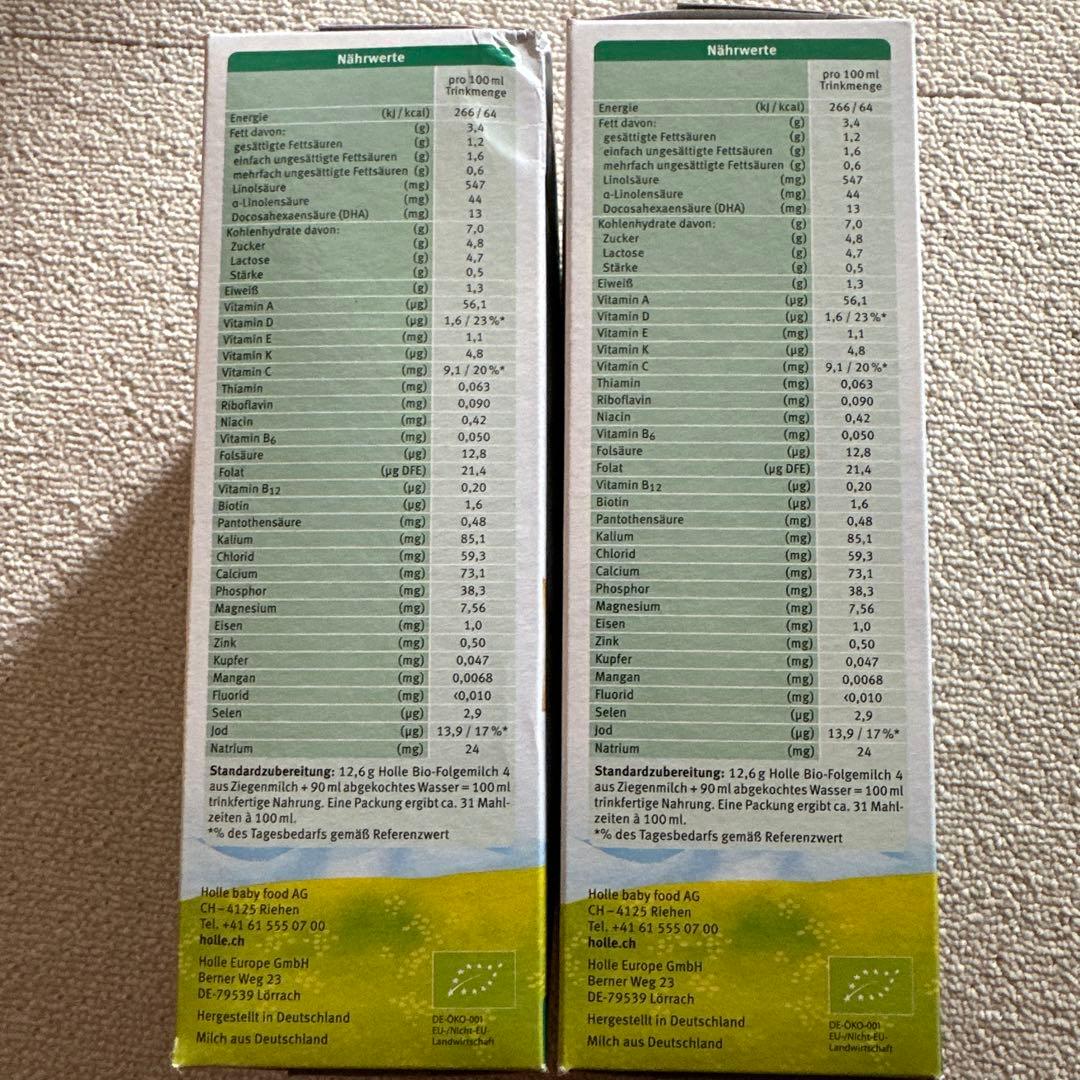 Nährwerte
pro 100 ml
Trinkmenge
Energie (kJ / kcal) 266 / 64
Fett davon: (g) 3,4
gesättigte Fettsäuren (g) 1,2
einfach ungesättigte Fettsäuren (g) 1,6
mehrfach ungesättigte Fettsäuren (g) 0,6
Linolsäure (mg) 547
α-Linolensäure (mg) 44
Docosahexaensäure (DHA) (mg) 13
Kohlenhydrate davon: (g) 7,0
Zucker (g) 4,8
Lactose (g) 4,7
Stärke (g) 0,5
Eiweiß (g) 1,3
Vitamin A (µg) 56,1
Vitamin D (µg) 1,6 / 23%*
Vitamin E (mg) 1,1
Vitamin K (µg) 4,8
Vitamin C (mg) 9,1 / 20%*
Thiamin (mg) 0,063
Riboflavin (mg) 0,090
Niacin (mg) 0,42
Vitamin B6 (mg) 0,050
Folsäure (µg) 12,8
Folat (µg DFE) 21,4
Vitamin B12 (µg) 0,20
Biotin (µg) 1,6
Pantothensäure (mg) 0,48
Kalium (mg) 85,1
Chlorid (mg) 59,3
Calcium (mg) 73,1
Phosphor (mg) 38,3
Magnesium (mg) 7,56
Eisen (mg) 1,0
Zink (mg) 0,50
Kupfer (mg) 0,047
Mangan (mg) 0,0068
Fluorid (mg) <0,010
Selen (µg) 2,9
Jod (µg) 13,9 / 17%*
Natrium (mg) 24
Standardzubereitung: 12,6 g Holle Bio-Folgemilch 4
aus Ziegenmilch + 90 ml abgekochtes Wasser = 100 ml
trinkfertige Nahrung. Eine Packung ergibt ca. 31 Mahl-
zeiten à 100 ml.
*% des Tagesbedarfs gemäß Referenzwert
Holle baby food AG
CH – 4125 Riehen
Tel. +41 61 555 07 00
holle.ch
Holle Europe GmbH
Berner Weg 23
DE-79539 Lörrach
Hergestellt in Deutschland
Milch aus Deutschland
DE-ÖKO-001
EU-/Nicht-EU-
Landwirtschaft
Nährwerte
pro 100 ml
Trinkmenge
Energie (kJ / kcal) 266 / 64
Fett davon: (g) 3,4
gesättigte Fettsäuren (g) 1,2
einfach ungesättigte Fettsäuren (g) 1,6
mehrfach ungesättigte Fettsäuren (g) 0,6
Linolsäure (mg) 547
α-Linolensäure (mg) 44
Docosahexaensäure (DHA) (mg) 13
Kohlenhydrate davon: (g) 7,0
Zucker (g) 4,8
Lactose (g) 4,7
Stärke (g) 0,5
Eiweiß (g) 1,3
Vitamin A (µg) 56,1
Vitamin D (µg) 1,6 / 23%*
Vitamin E (mg) 1,1
Vitamin K (µg) 4,8
Vitamin C (mg) 9,1 / 20%*
Thiamin (mg) 0,063
Riboflavin (mg) 0,090
Niacin (mg) 0,42
Vitamin B6 (mg) 0,050
Folsäure (µg) 12,8
Folat (µg DFE) 21,4
Vitamin B12 (µg) 0,20
Biotin (µg) 1,6
Pantothensäure (mg) 0,48
Kalium (mg) 85,1
Chlorid (mg) 59,3
Calcium (mg) 73,1
Phosphor (mg) 38,3
Magnesium (mg) 7,56
Eisen (mg) 1,0
Zink (mg) 0,50
Kupfer (mg) 0,047
Mangan (mg) 0,0068
Fluorid (mg) <0,010
Selen (µg) 2,9
Jod (µg) 13,9 / 17%*
Natrium (mg) 24
Standardzubereitung: 12,6 g Holle Bio-Folgemilch 4
aus Ziegenmilch + 90 ml abgekochtes Wasser = 100 ml
trinkfertige Nahrung. Eine Packung ergibt ca. 31 Mahl-
zeiten à 100 ml.
*% des Tagesbedarfs gemäß Referenzwert
Holle baby food AG
CH – 4125 Riehen
Tel. +41 61 555 07 00
holle.ch
Holle Europe GmbH
Berner Weg 23
DE-79539 Lörrach
Hergestellt in Deutschland
Milch aus Deutschland
DE-ÖKO-001
EU-/Nicht-EU-
Landwirtschaft